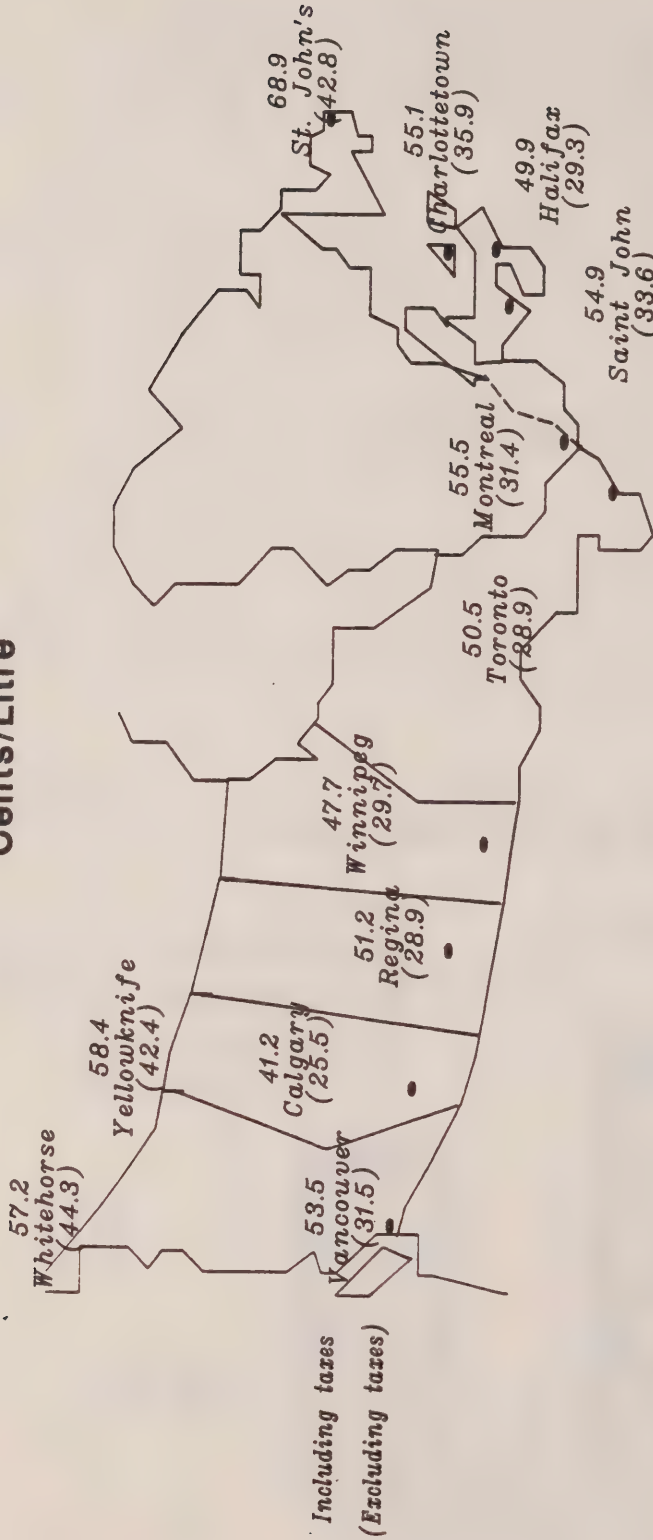 Cents/Litre
57.2
Whitehorse
(44.3)
58.4
Yellowknife
(42.4)
68.9
St. John's
(42.8)
53.5
Vancouver
(31.5)
41.2
Calgary
(25.5)
51.2
Regina
(28.9)
47.7
Winnipeg
(29.7)
50.5
Toronto
(28.9)
55.5
Montreal
(31.4)
55.1
Charlottetown
(35.9)
49.9
Halifax
(29.3)
54.9
Saint John
(33.6)
Including taxes
(Excluding taxes)